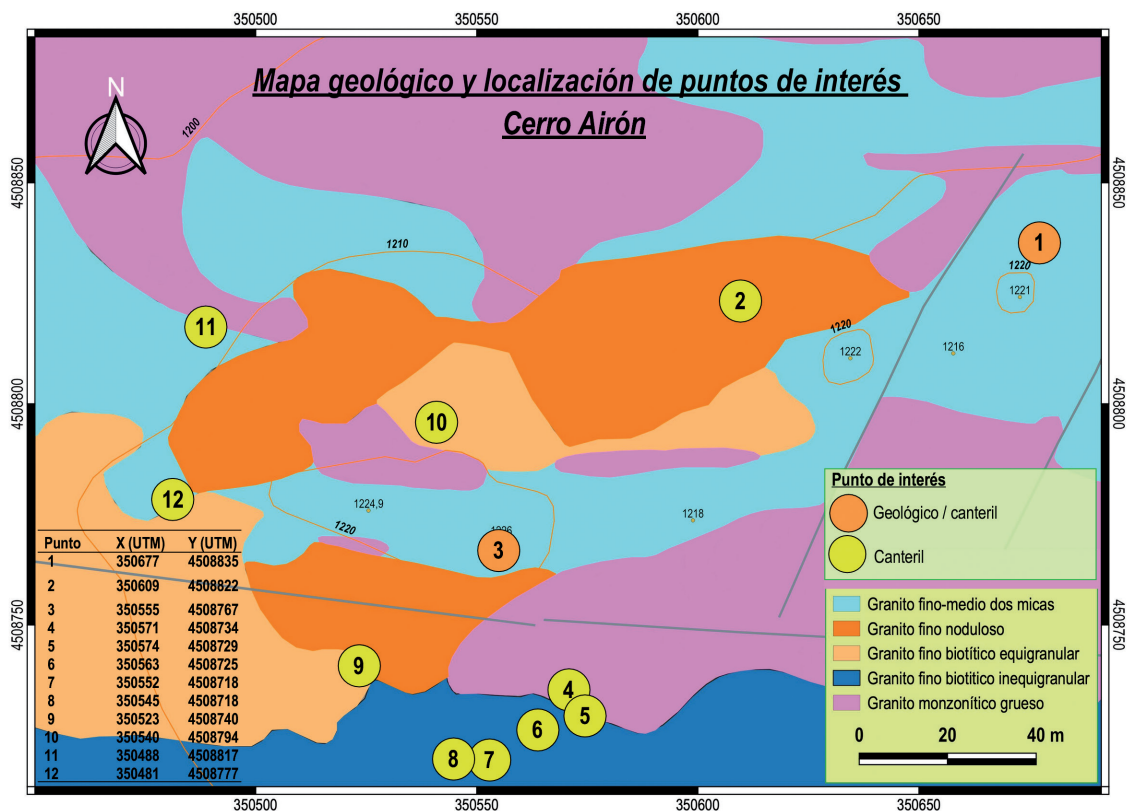 350500 350550 350600 350650
Mapa geológico y localización de puntos de interés
Cerro Airón
N
1200
4508850
4508850
1
1210
1220
1221
2
11
1220
1222
1216
4508800
4508800
10
12
1224,9
1218
1220
3
Punto de interés
Geológico / canteril
Canteril
Punto X (UTM) Y (UTM)
1 350677 4508835
2 350609 4508822
3 350555 4508767
4 350571 4508734
5 350574 4508729
6 350563 4508725
7 350552 4508718
8 350545 4508718
9 350523 4508740
10 350540 4508794
11 350488 4508817
12 350481 4508777
4508750
4508750
Granito fino-medio dos micas
Granito fino noduloso
Granito fino biotítico equigranular
Granito fino biotitico inequigranular
Granito monzonítico grueso
9
4
5
6
8
7
0 20 40 m
350500 350550 350600 350650